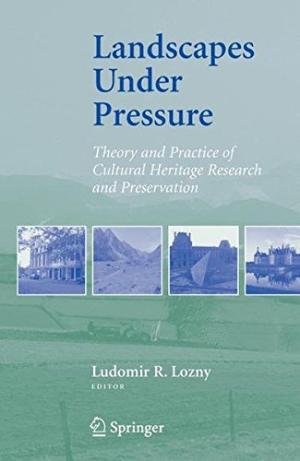 Landscapes
Under
Pressure
Theory and Practice of
Cultural Heritage Research
and Preservation
Ludomir R. Lozny
EDITOR
Springer